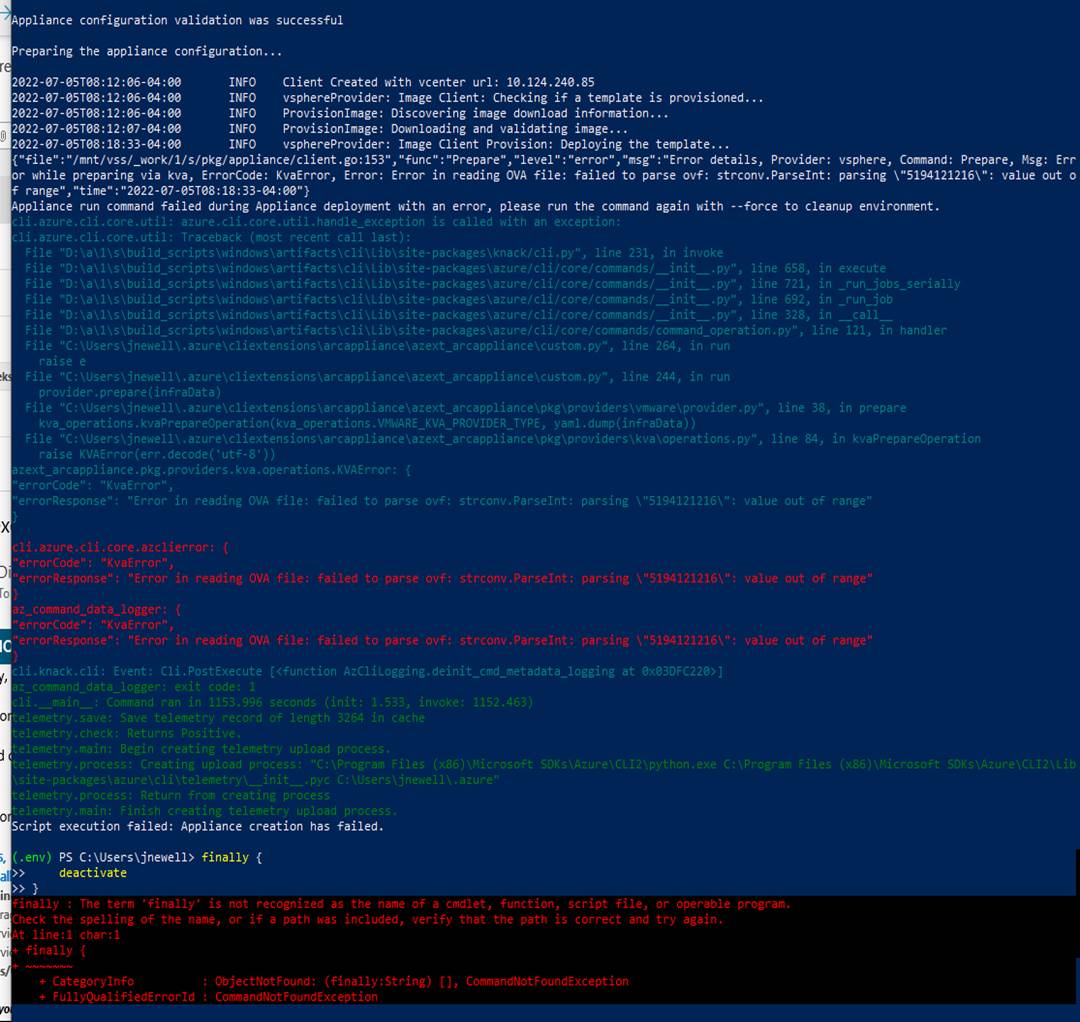 Appliance configuration validation was successful
Preparing the appliance configuration...
2022-07-05T08:12:06-04:00 INFO Client Created with vcenter url: 10.124.240.85
2022-07-05T08:12:06-04:00 INFO vsphereProvider: Image Client: Checking if a template is provisioned...
2022-07-05T08:12:06-04:00 INFO ProvisionImage: Discovering image download information...
2022-07-05T08:12:07-04:00 INFO ProvisionImage: Downloading and validating image...
2022-07-05T08:18:33-04:00 INFO vsphereProvider: Image Client Provision: Deploying the template...
{"file":"/mnt/vss/_work/1/s/pkg/appliance/client.go:153","func":"Prepare","level":"error","msg":"Error details, Provider: vsphere, Command: Prepare, Msg: Err
or while preparing via kva, ErrorCode: KvaError, Error: Error in reading OVA file: failed to parse ovf: strconv.ParseInt: parsing \"5194121216\": value out o
f range","time":"2022-07-05T08:18:33-04:00"}
Appliance run command failed during Appliance deployment with an error, please run the command again with --force to cleanup environment.
cli.azure.cli.core.util: azure.cli.core.util.handle_exception is called with an exception:
cli.azure.cli.core.util: Traceback (most recent call last):
File "D:\a\1\s\build_scripts\windows\artifacts\cli\Lib\site-packages\knack/cli.py", line 231, in invoke
File "D:\a\1\s\build_scripts\windows\artifacts\cli\Lib\site-packages\azure/cli/core/commands/__init__.py", line 658, in execute
File "D:\a\1\s\build_scripts\windows\artifacts\cli\Lib\site-packages\azure/cli/core/commands/__init__.py", line 721, in _run_jobs_serially
File "D:\a\1\s\build_scripts\windows\artifacts\cli\Lib\site-packages\azure/cli/core/commands/__init__.py", line 692, in _run_job
File "D:\a\1\s\build_scripts\windows\artifacts\cli\Lib\site-packages\azure/cli/core/commands/__init__.py", line 328, in __call__
File "D:\a\1\s\build_scripts\windows\artifacts\cli\Lib\site-packages\azure/cli/core/commands/command_operation.py", line 121, in handler
File "C:\Users\jnewell\.azure\cliextensions\arcappliance\azext_arcappliance\custom.py", line 264, in run
raise e
File "C:\Users\jnewell\.azure\cliextensions\arcappliance\azext_arcappliance\custom.py", line 244, in run
provider.prepare(infraData)
File "C:\Users\jnewell\.azure\cliextensions\arcappliance\azext_arcappliance\pkg\providers\vmware\provider.py", line 38, in prepare
kva_operations.kvaPrepareOperation(kva_operations.VMWARE_KVA_PROVIDER_TYPE, yaml.dump(infraData))
File "C:\Users\jnewell\.azure\cliextensions\arcappliance\azext_arcappliance\pkg\providers\kva\operations.py", line 84, in kvaPrepareOperation
raise KVAError(err.decode('utf-8'))
azext_arcappliance.pkg.providers.kva.operations.KVAError: {
"errorCode": "KvaError",
"errorResponse": "Error in reading OVA file: failed to parse ovf: strconv.ParseInt: parsing \"5194121216\": value out of range"
}
cli.azure.cli.core.azclierror: {
"errorCode": "KvaError",
"errorResponse": "Error in reading OVA file: failed to parse ovf: strconv.ParseInt: parsing \"5194121216\": value out of range"
}
az_command_data_logger: {
"errorCode": "KvaError",
"errorResponse": "Error in reading OVA file: failed to parse ovf: strconv.ParseInt: parsing \"5194121216\": value out of range"
}
cli.knack.cli: Event: Cli.PostExecute [<function AzCliLogging.deinit_cmd_metadata_logging at 0x03DFC220>]
az_command_data_logger: exit code: 1
cli.__main__: Command ran in 1153.996 seconds (init: 1.533, invoke: 1152.463)
telemetry.save: Save telemetry record of length 3264 in cache
telemetry.check: Returns Positive.
telemetry.main: Begin creating telemetry upload process.
telemetry.process: Creating upload process: "C:\Program Files (x86)\Microsoft SDKs\Azure\CLI2\python.exe C:\Program Files (x86)\Microsoft SDKs\Azure\CLI2\Lib
\site-packages\azure\cli\telemetry\__init__.pyc C:\Users\jnewell\.azure"
telemetry.process: Return from creating process
telemetry.main: Finish creating telemetry upload process.
Script execution failed: Appliance creation has failed.
(.env) PS C:\Users\jnewell> finally {
>> deactivate
>> }
finally : The term 'finally' is not recognized as the name of a cmdlet, function, script file, or operable program.
Check the spelling of the name, or if a path was included, verify that the path is correct and try again.
At line:1 char:1
+ finally {
+ ~~~~~~~
+ CategoryInfo : ObjectNotFound: (finally:String) [], CommandNotFoundException
+ FullyQualifiedErrorId : CommandNotFoundException